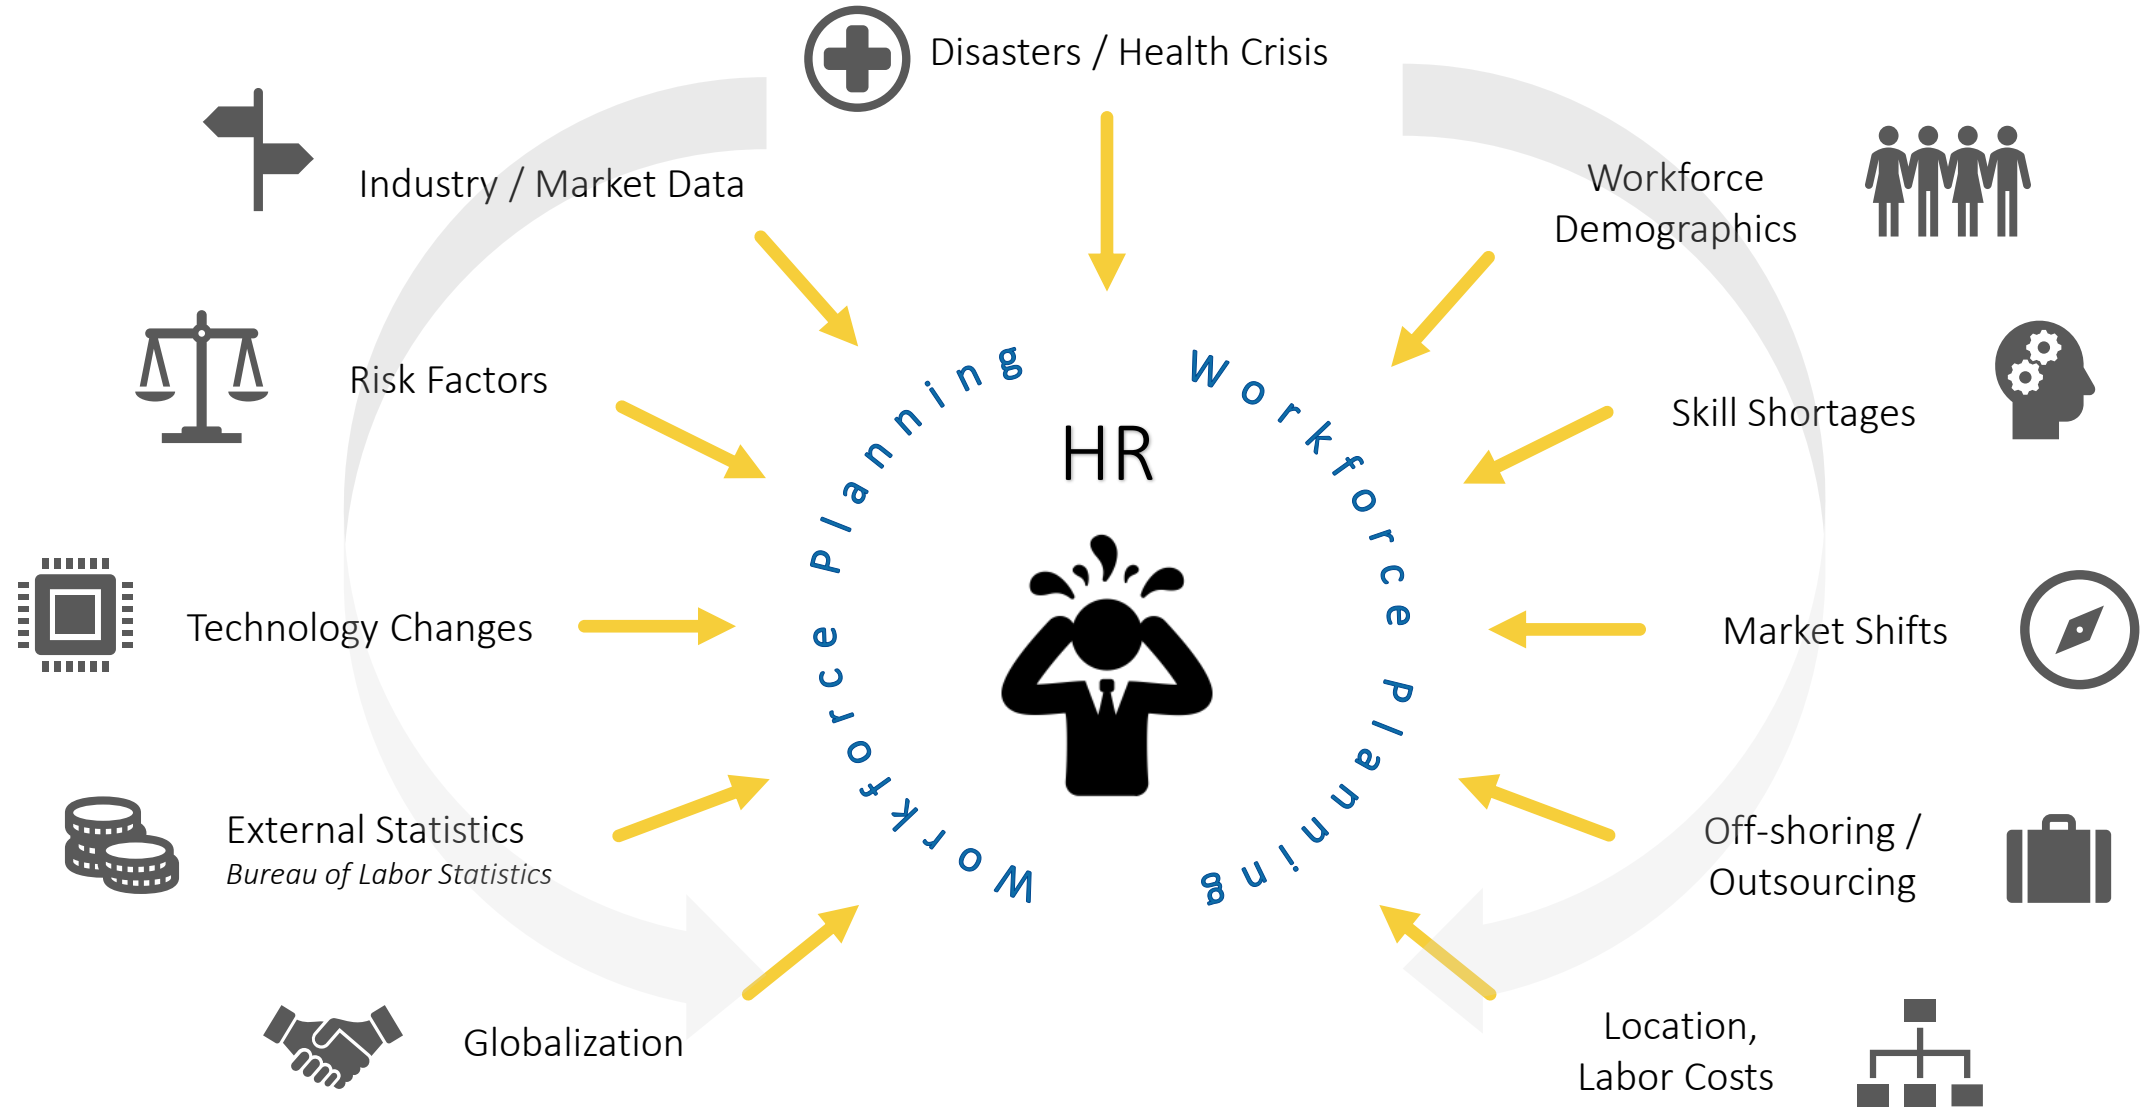 Disasters / Health Crisis
Industry / Market Data
Workforce
Demographics
Risk Factors
Skill Shortages
Technology Changes
Market Shifts
External Statistics
Bureau of Labor Statistics
Off-shoring /
Outsourcing
Globalization
Location,
Labor Costs
HR
Workforce Planning
Workforce Planning